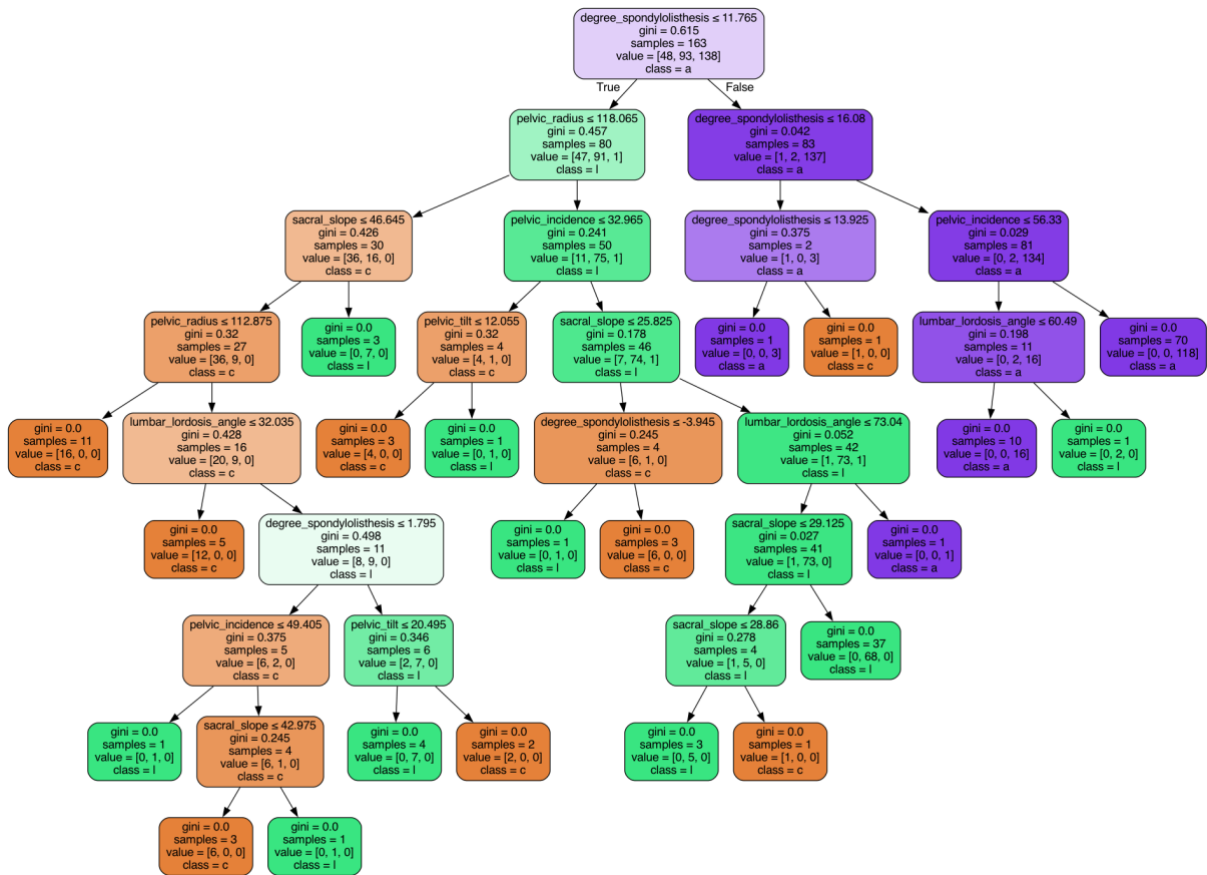 degree_spondylolisthesis ≤ 11.765
gini = 0.615
samples = 163
value = [48, 93, 138]
class = a
True
False
pelvic_radius ≤ 118.065
gini = 0.457
samples = 80
value = [47, 91, 1]
class = l
degree_spondylolisthesis ≤ 16.08
gini = 0.042
samples = 83
value = [1, 2, 137]
class = a
sacral_slope ≤ 46.645
gini = 0.426
samples = 30
value = [36, 16, 0]
class = c
pelvic_incidence ≤ 32.965
gini = 0.241
samples = 50
value = [11, 75, 1]
class = l
degree_spondylolisthesis ≤ 13.925
gini = 0.375
samples = 2
value = [1, 0, 3]
class = a
pelvic_incidence ≤ 56.33
gini = 0.029
samples = 81
value = [0, 2, 134]
class = a
pelvic_radius ≤ 112.875
gini = 0.32
samples = 27
value = [36, 9, 0]
class = c
gini = 0.0
samples = 3
value = [0, 7, 0]
class = l
pelvic_tilt ≤ 12.055
gini = 0.32
samples = 4
value = [4, 1, 0]
class = c
sacral_slope ≤ 25.825
gini = 0.178
samples = 46
value = [7, 74, 1]
class = l
gini = 0.0
samples = 1
value = [0, 0, 3]
class = a
gini = 0.0
samples = 1
value = [1, 0, 0]
class = c
lumbar_lordosis_angle ≤ 60.49
gini = 0.198
samples = 11
value = [0, 2, 16]
class = a
gini = 0.0
samples = 70
value = [0, 0, 118]
class = a
gini = 0.0
samples = 11
value = [16, 0, 0]
class = c
lumbar_lordosis_angle ≤ 32.035
gini = 0.428
samples = 16
value = [20, 9, 0]
class = c
gini = 0.0
samples = 3
value = [4, 0, 0]
class = c
gini = 0.0
samples = 1
value = [0, 1, 0]
class = l
degree_spondylolisthesis ≤ -3.945
gini = 0.245
samples = 4
value = [6, 1, 0]
class = c
lumbar_lordosis_angle ≤ 73.04
gini = 0.052
samples = 42
value = [1, 73, 1]
class = l
gini = 0.0
samples = 10
value = [0, 0, 16]
class = a
gini = 0.0
samples = 1
value = [0, 2, 0]
class = l
gini = 0.0
samples = 5
value = [12, 0, 0]
class = c
degree_spondylolisthesis ≤ 1.795
gini = 0.498
samples = 11
value = [8, 9, 0]
class = l
gini = 0.0
samples = 1
value = [0, 1, 0]
class = l
gini = 0.0
samples = 3
value = [6, 0, 0]
class = c
sacral_slope ≤ 29.125
gini = 0.027
samples = 41
value = [1, 73, 0]
class = l
gini = 0.0
samples = 1
value = [0, 0, 1]
class = a
pelvic_incidence ≤ 49.405
gini = 0.375
samples = 5
value = [6, 2, 0]
class = c
pelvic_tilt ≤ 20.495
gini = 0.346
samples = 6
value = [2, 7, 0]
class = l
sacral_slope ≤ 28.86
gini = 0.278
samples = 4
value = [1, 5, 0]
class = l
gini = 0.0
samples = 37
value = [0, 68, 0]
class = l
gini = 0.0
samples = 1
value = [0, 1, 0]
class = l
sacral_slope ≤ 42.975
gini = 0.245
samples = 4
value = [6, 1, 0]
class = c
gini = 0.0
samples = 4
value = [0, 7, 0]
class = l
gini = 0.0
samples = 2
value = [2, 0, 0]
class = c
gini = 0.0
samples = 3
value = [0, 5, 0]
class = l
gini = 0.0
samples = 1
value = [1, 0, 0]
class = c
gini = 0.0
samples = 3
value = [6, 0, 0]
class = c
gini = 0.0
samples = 1
value = [0, 1, 0]
class = l